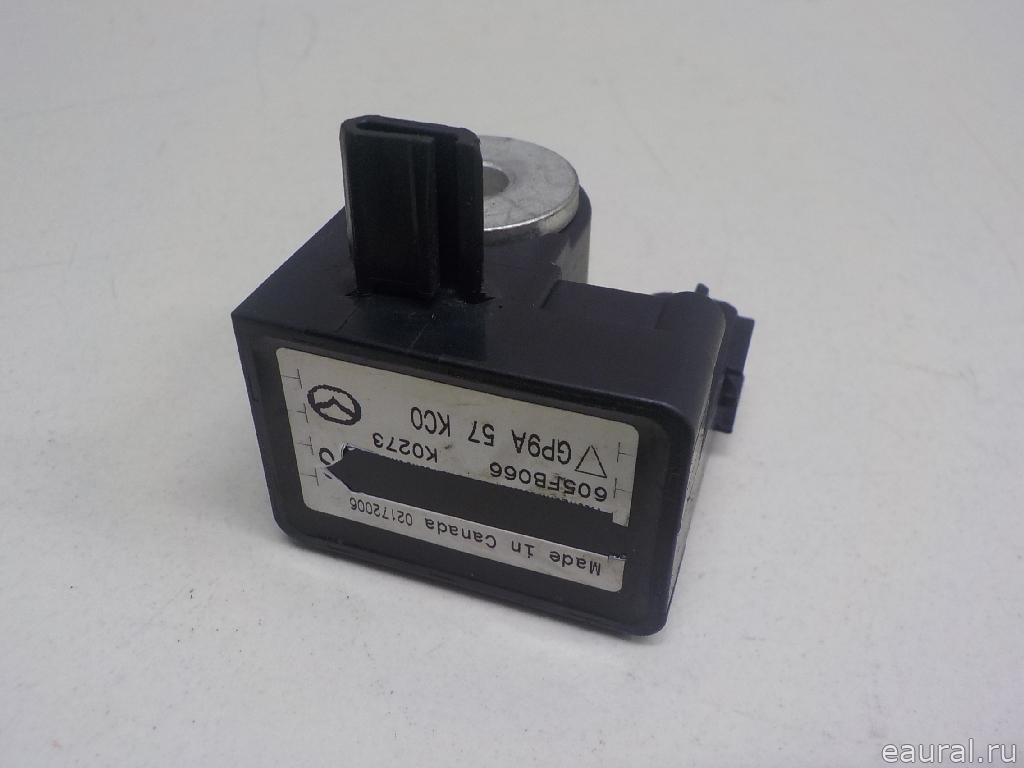 GP9A 57 KC0
605FB066 K0273
Made in Canada 02172006
eaural.ru